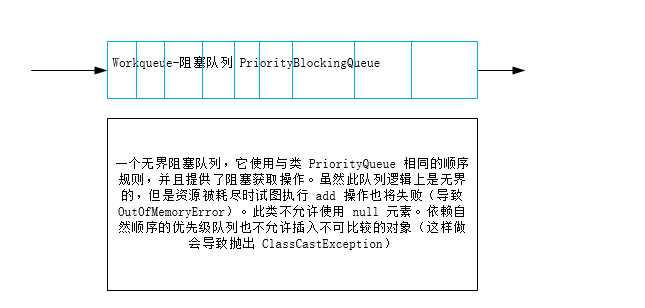 Workqueue-阻塞队列 PriorityBlockingQueue
一个无界阻塞队列，它使用与类 PriorityQueue 相同的顺序
规则，并且提供了阻塞获取操作。虽然此队列逻辑上是无界
的，但是资源被耗尽时试图执行 add 操作也将失败（导致
OutOfMemoryError）。此类不允许使用 null 元素。依赖自
然顺序的优先级队列也不允许插入不可比较的对象（这样做
会导致抛出 ClassCastException）